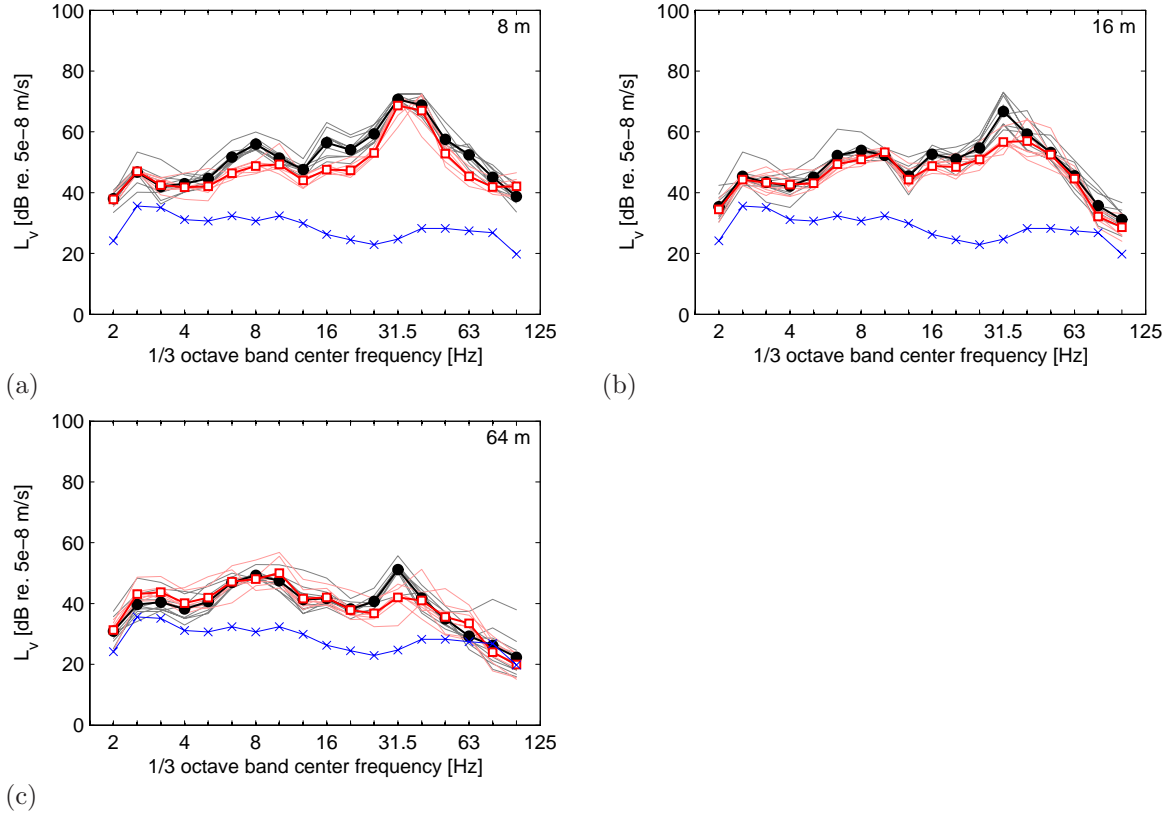 100
80
60
40
20
0
8 m
L_v [dB re. 5e−8 m/s]
2 4 8 16 31.5 63 125
1/3 octave band center frequency [Hz]
(a)
100
80
60
40
20
0
16 m
L_v [dB re. 5e−8 m/s]
2 4 8 16 31.5 63 125
1/3 octave band center frequency [Hz]
(b)
100
80
60
40
20
0
64 m
L_v [dB re. 5e−8 m/s]
2 4 8 16 31.5 63 125
1/3 octave band center frequency [Hz]
(c)